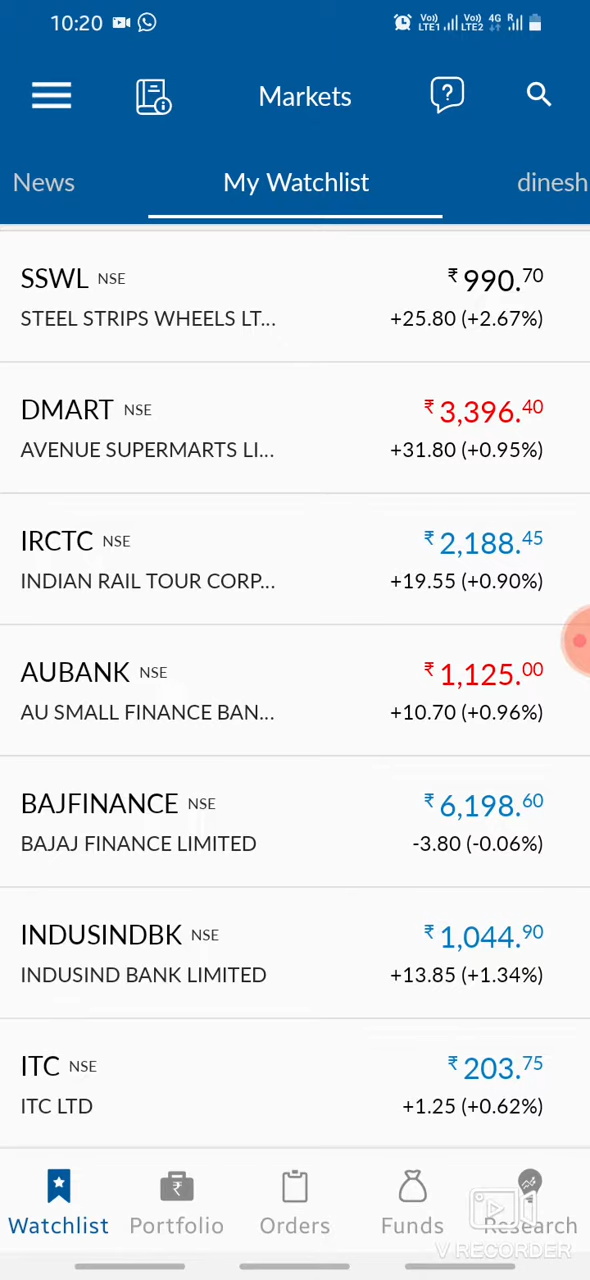 10:20
Vo)) LTE1 Vo)) LTE2 4G R
Markets
News My Watchlist dinesh
SSWL NSE ₹990.70
STEEL STRIPS WHEELS LT... +25.80 (+2.67%)
DMART NSE ₹3,396.40
AVENUE SUPERMARTS LI... +31.80 (+0.95%)
IRCTC NSE ₹2,188.45
INDIAN RAIL TOUR CORP... +19.55 (+0.90%)
AUBANK NSE ₹1,125.00
AU SMALL FINANCE BAN... +10.70 (+0.96%)
BAJFINANCE NSE ₹6,198.60
BAJAJ FINANCE LIMITED -3.80 (-0.06%)
INDUSINDBK NSE ₹1,044.90
INDUSIND BANK LIMITED +13.85 (+1.34%)
ITC NSE ₹203.75
ITC LTD +1.25 (+0.62%)
Watchlist Portfolio Orders Funds Research
V RECORDER